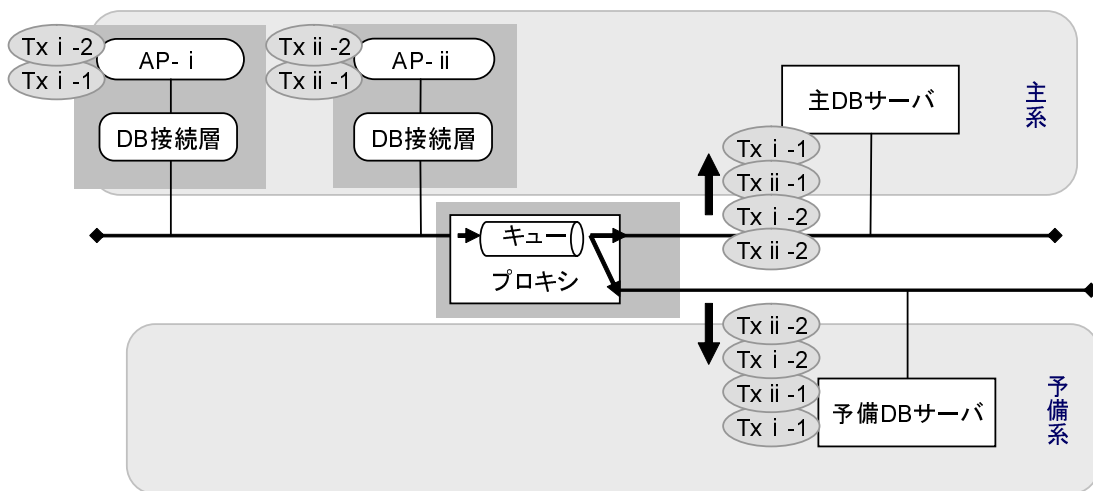 Tx ⅰ-2
Tx ⅰ-1
AP-ⅰ
DB接続層
Tx ⅱ-2
Tx ⅱ-1
AP-ⅱ
DB接続層
主DBサーバ
主系
Tx ⅰ-1
Tx ⅱ-1
Tx ⅰ-2
Tx ⅱ-2
キュー
プロキシ
Tx ⅱ-2
Tx ⅰ-2
Tx ⅱ-1
Tx ⅰ-1
予備DBサーバ
予備系